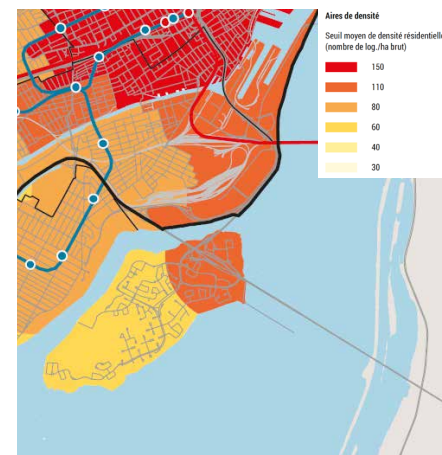 Aires de densité
Seuil moyen de densité résidentielle
(nombre de log./ha brut)
150
110
80
60
40
30